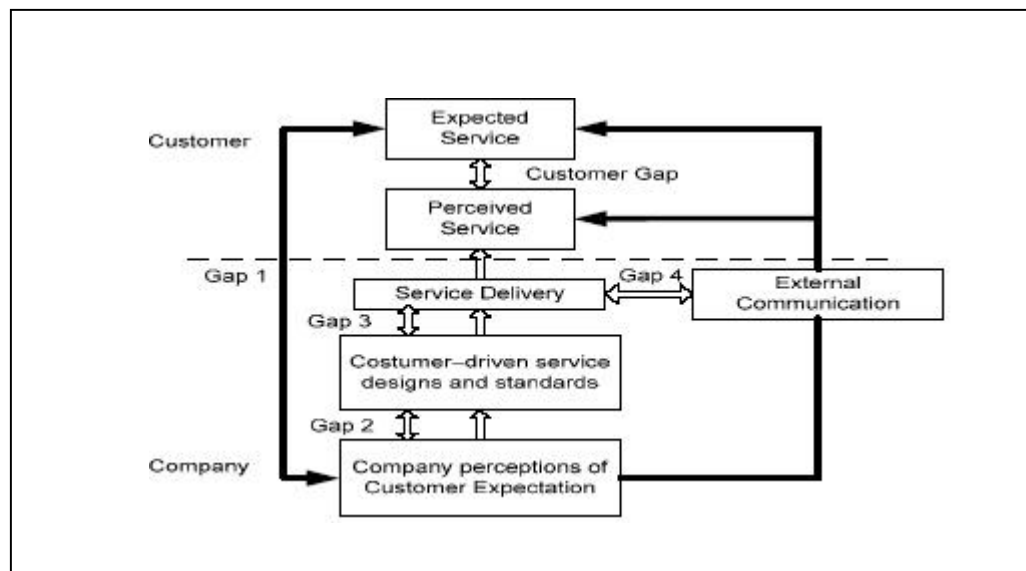 Expected
Service
Customer
Customer Gap
Perceived
Service
Gap 1
Gap 4
External
Communication
Service Delivery
Gap 3
Costumer–driven service
designs and standards
Gap 2
Company
Company perceptions of
Customer Expectation